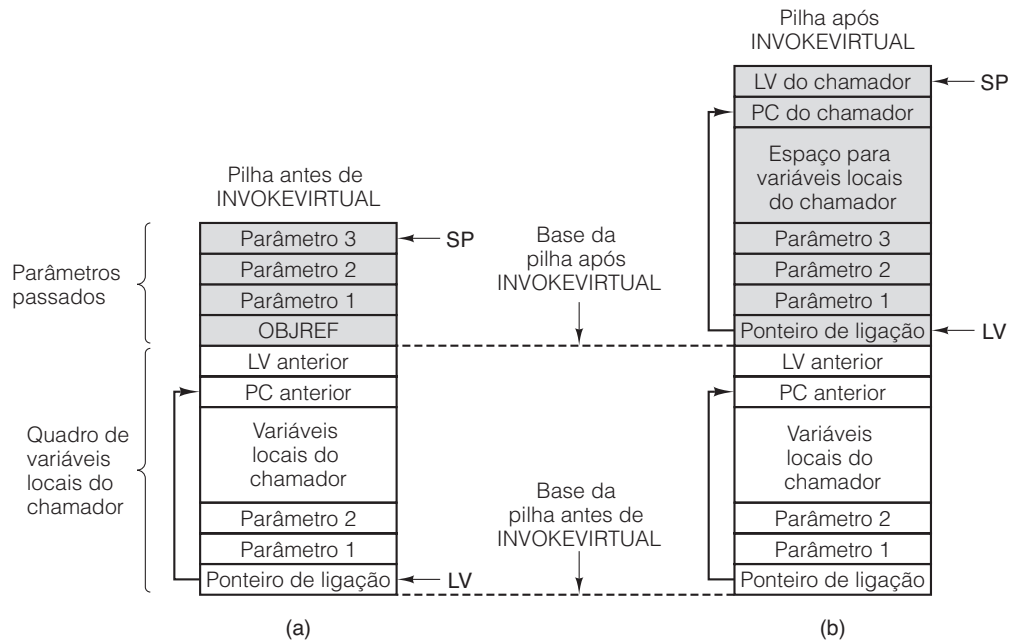 Pilha após
INVOKEVIRTUAL
LV do chamador
SP
PC do chamador
Espaço para
variáveis locais
do chamador
Pilha antes de
INVOKEVIRTUAL
Parâmetro 3
SP
Parâmetro 2
Parâmetro 1
OBJREF
Parâmetros
passados
Base da
pilha após
INVOKEVIRTUAL
Parâmetro 3
Parâmetro 2
Parâmetro 1
Ponteiro de ligação
LV
LV anterior
PC anterior
Variáveis
locais do
chamador
Parâmetro 2
Parâmetro 1
Ponteiro de ligação
LV
Quadro de
variáveis
locais do
chamador
Base da
pilha antes de
INVOKEVIRTUAL
LV anterior
PC anterior
Variáveis
locais do
chamador
Parâmetro 2
Parâmetro 1
Ponteiro de ligação
(a)
(b)